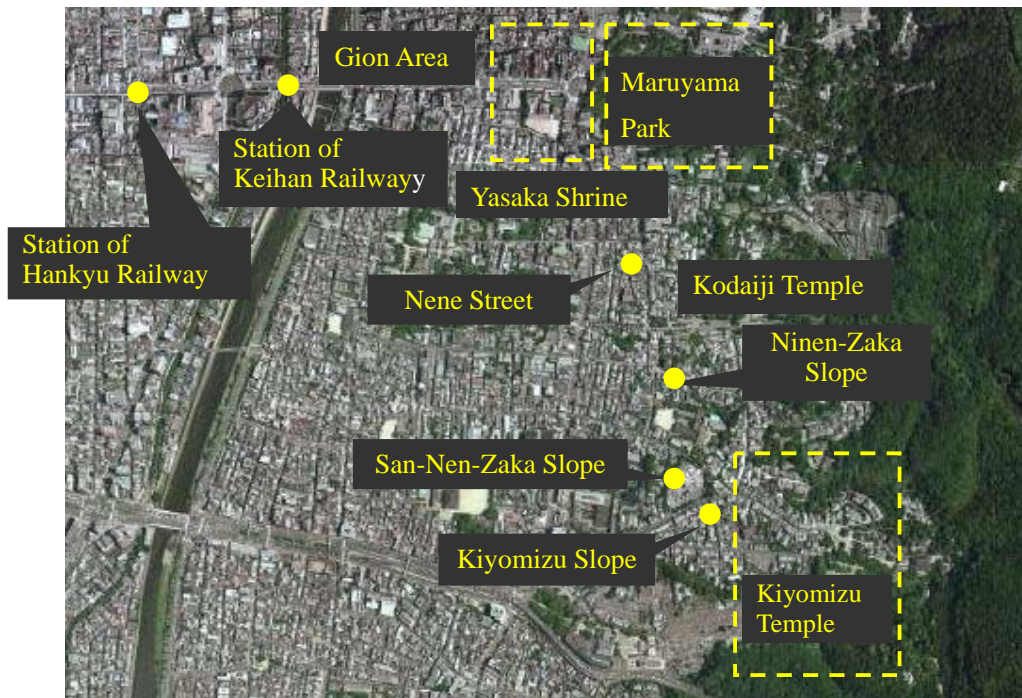 Gion Area
Maruyama
Park
Station of
Keihan Railwayy
Yasaka Shrine
Station of
Hankyu Railway
Nene Street
Kodaiji Temple
Ninen-Zaka
Slope
San-Nen-Zaka Slope
Kiyomizu Slope
Kiyomizu
Temple